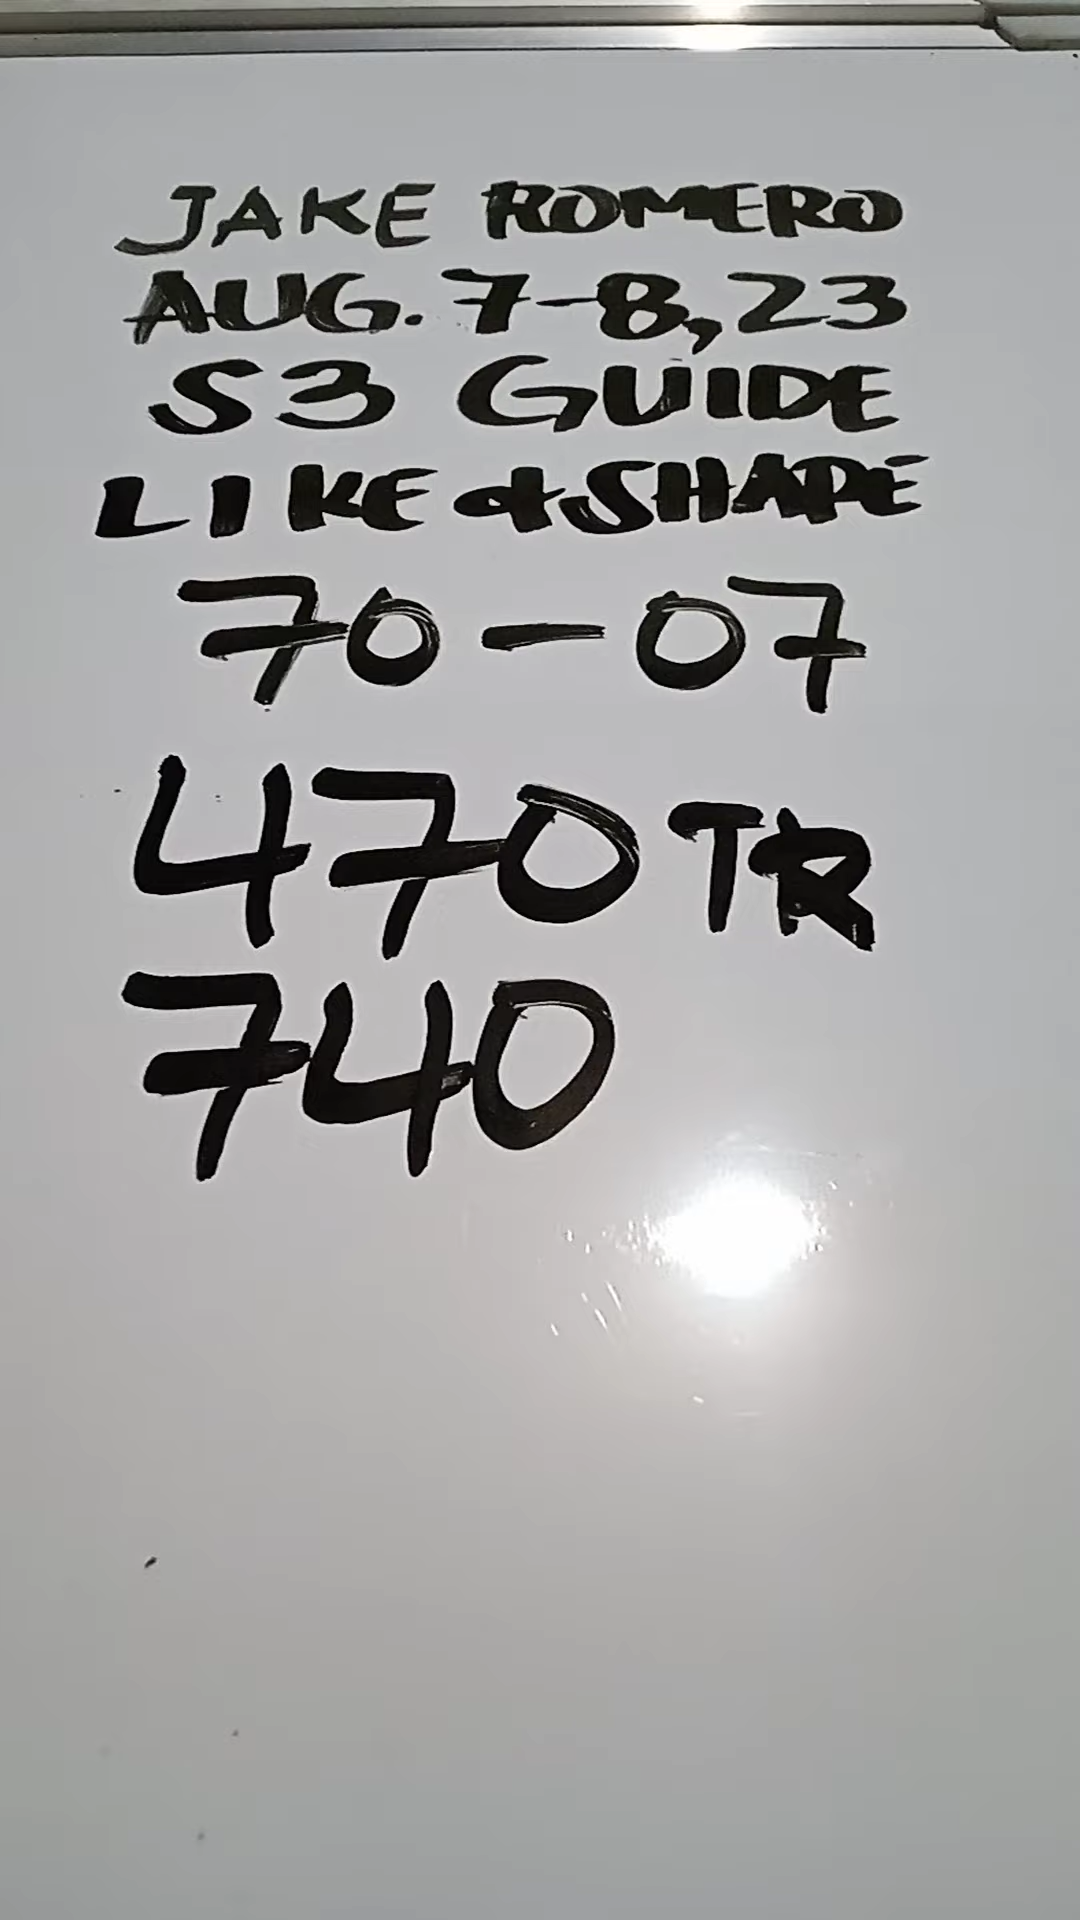 JAKE ROMERO
AUG. 7-8,23
S3 GUIDE
LIKE & SHARE
70-07
470 TR
740